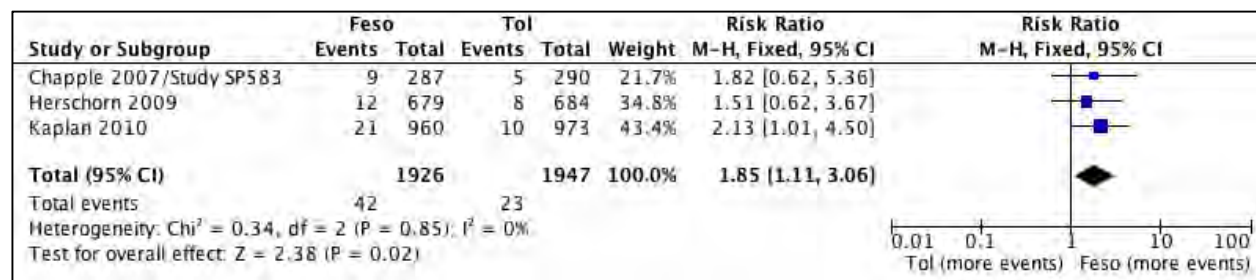 Feso Tol Risk Ratio Risk Ratio
Study or Subgroup Events Total Events Total Weight M-H, Fixed, 95% CI M-H, Fixed, 95% CI
Chapple 2007/Study SP583 9 287 5 290 21.7% 1.82 [0.62, 5.36]
Herschorn 2009 12 679 8 684 34.8% 1.51 [0.62, 3.67]
Kaplan 2010 21 960 10 973 43.4% 2.13 [1.01, 4.50]
Total (95% CI) 1926 1947 100.0% 1.85 [1.11, 3.06]
Total events 42 23
Heterogeneity: Chi² = 0.34, df = 2 (P = 0.85); I² = 0%
Test for overall effect: Z = 2.38 (P = 0.02)
0.01 0.1 1 10 100
Tol (more events) Feso (more events)